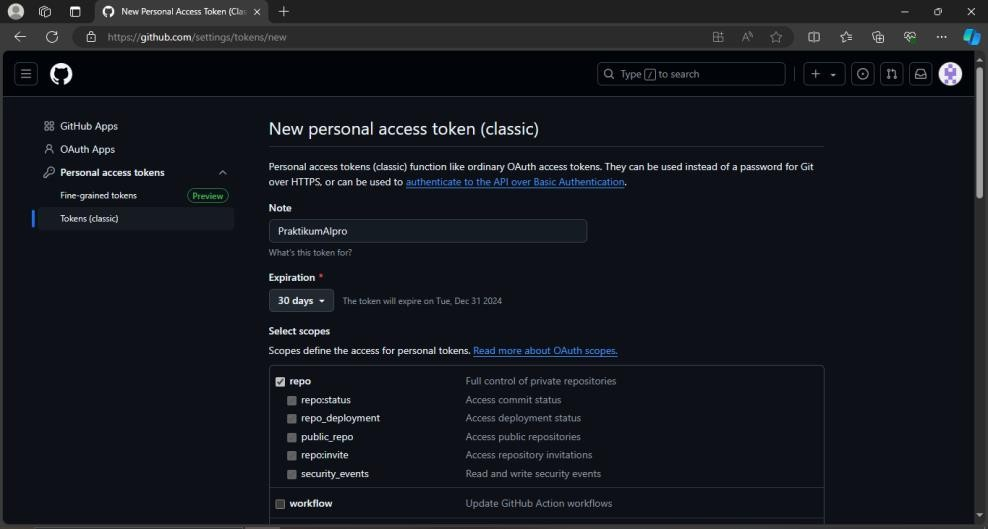 New Personal Access Token (Clas
https://github.com/settings/tokens/new
Type / to search
GitHub Apps
OAuth Apps
Personal access tokens
Fine-grained tokens Preview
Tokens (classic)
New personal access token (classic)
Personal access tokens (classic) function like ordinary OAuth access tokens. They can be used instead of a password for Git
over HTTPS, or can be used to authenticate to the API over Basic Authentication.
Note
PraktikumAlpro
What's this token for?
Expiration *
30 days The token will expire on Tue, Dec 31 2024
Select scopes
Scopes define the access for personal tokens. Read more about OAuth scopes.
repo Full control of private repositories
repo:status Access commit status
repo_deployment Access deployment status
public_repo Access public repositories
repo:invite Access repository invitations
security_events Read and write security events
workflow Update GitHub Action workflows